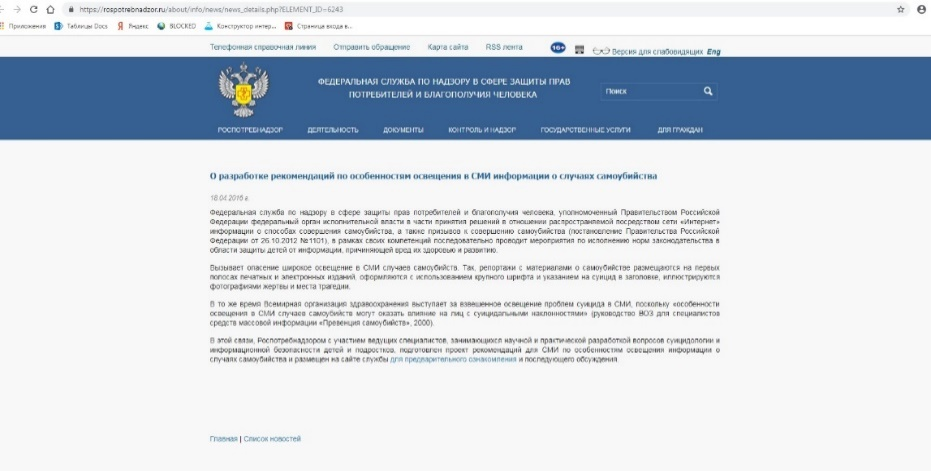 https://rospotrebnadzor.ru/about/info/news/news_details.php?ELEMENT_ID=6243
Приложения Таблицы Docs Яндекс BLOCKED Конструктор интер... Страница входа в...
Телефонная справочная линия Отправить обращение Карта сайта RSS лента 16+ Версия для слабовидящих Eng
ФЕДЕРАЛЬНАЯ СЛУЖБА ПО НАДЗОРУ В СФЕРЕ ЗАЩИТЫ ПРАВ
ПОТРЕБИТЕЛЕЙ И БЛАГОПОЛУЧИЯ ЧЕЛОВЕКА
Поиск
РОСПОТРЕБНАДЗОР ДЕЯТЕЛЬНОСТЬ ДОКУМЕНТЫ КОНТРОЛЬ И НАДЗОР ГОСУДАРСТВЕННЫЕ УСЛУГИ ДЛЯ ГРАЖДАН
О разработке рекомендаций по особенностям освещения в СМИ информации о случаях самоубийства
18.04.2016 г.
Федеральная служба по надзору в сфере защиты прав потребителей и благополучия человека, уполномоченный Правительством Российской
Федерации федеральный орган исполнительной власти в части принятия решений в отношении распространяемой посредством сети «Интернет»
информации о способах совершения самоубийства, а также призывов к совершению самоубийства (постановление Правительства Российской
Федерации от 26.10.2012 №1101), в рамках своих компетенций последовательно проводит мероприятия по исполнению норм законодательства в
области защиты детей от информации, причиняющей вред их здоровью и развитию.
Вызывает опасение широкое освещение в СМИ случаев самоубийств. Так, репортажи с материалами о самоубийстве размещаются на первых
полосах печатных и электронных изданий, оформляются с использованием крупного шрифта и указанием на суицид в заголовке, иллюстрируются
фотографиями жертвы и места трагедии.
В то же время Всемирная организация здравоохранения выступает за взвешенное освещение проблем суицида в СМИ, поскольку «особенности
освещения в СМИ случаев самоубийств могут оказать влияние на лиц с суицидальными наклонностями» (руководство ВОЗ для специалистов
средств массовой информации «Превенция самоубийств», 2000).
В этой связи, Роспотребнадзором с участием ведущих специалистов, занимающихся научной и практической разработкой вопросов суицидологии и
информационной безопасности детей и подростков, подготовлен проект рекомендаций для СМИ по особенностям освещения информации о
случаях самоубийства и размещен на сайте службы для предварительного ознакомления и последующего обсуждения.
Главная | Список новостей